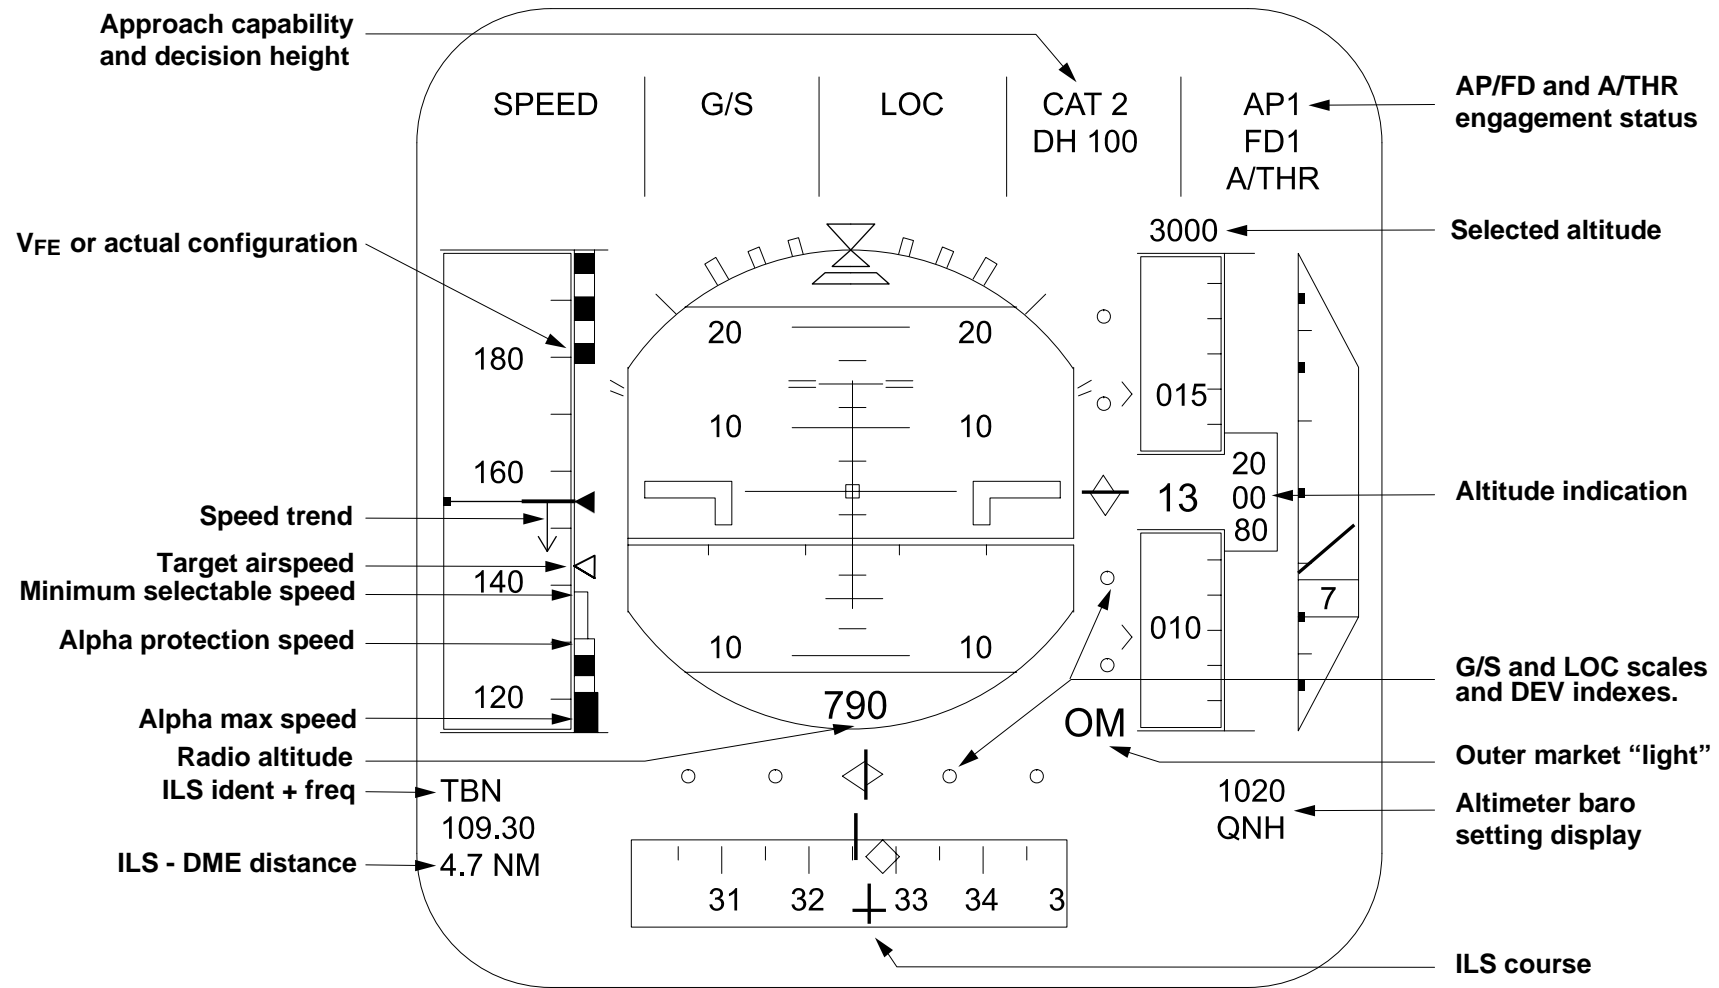 Approach capability
and decision height
SPEED
G/S
LOC
CAT 2
DH 100
AP1
FD1
A/THR
AP/FD and A/THR
engagement status
VFE or actual configuration
3000
Selected altitude
180
160
140
120
20
20
10
10
10
10
015
20
13
00
80
010
7
Speed trend
Target airspeed
Minimum selectable speed
Alpha protection speed
Alpha max speed
Radio altitude
ILS ident + freq
ILS - DME distance
790
OM
Altitude indication
G/S and LOC scales
and DEV indexes.
Outer market “light”
Altimeter baro
setting display
TBN
109.30
4.7 NM
1020
QNH
31
32
33
34
3
ILS course